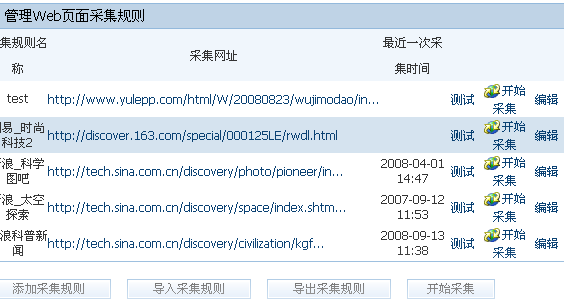 管理Web页面采集规则
集规则名称 采集网址 最近一次采集时间
test http://www.yulepp.com/html/W/20080823/wujimodao/in... 测试 开始采集 编辑
易_时尚科技2 http://discover.163.com/special/000125LE/rwdl.html 测试 开始采集 编辑
浪_科学图吧 http://tech.sina.com.cn/discovery/photo/pioneer/in... 2008-04-01 14:47 测试 开始采集 编辑
浪_太空探索 http://tech.sina.com.cn/discovery/space/index.shtm... 2007-09-12 11:53 测试 开始采集 编辑
浪科普新闻 http://tech.sina.com.cn/discovery/civilization/kgf... 2008-09-13 11:38 测试 开始采集 编辑
添加采集规则 导入采集规则 导出采集规则 开始采集